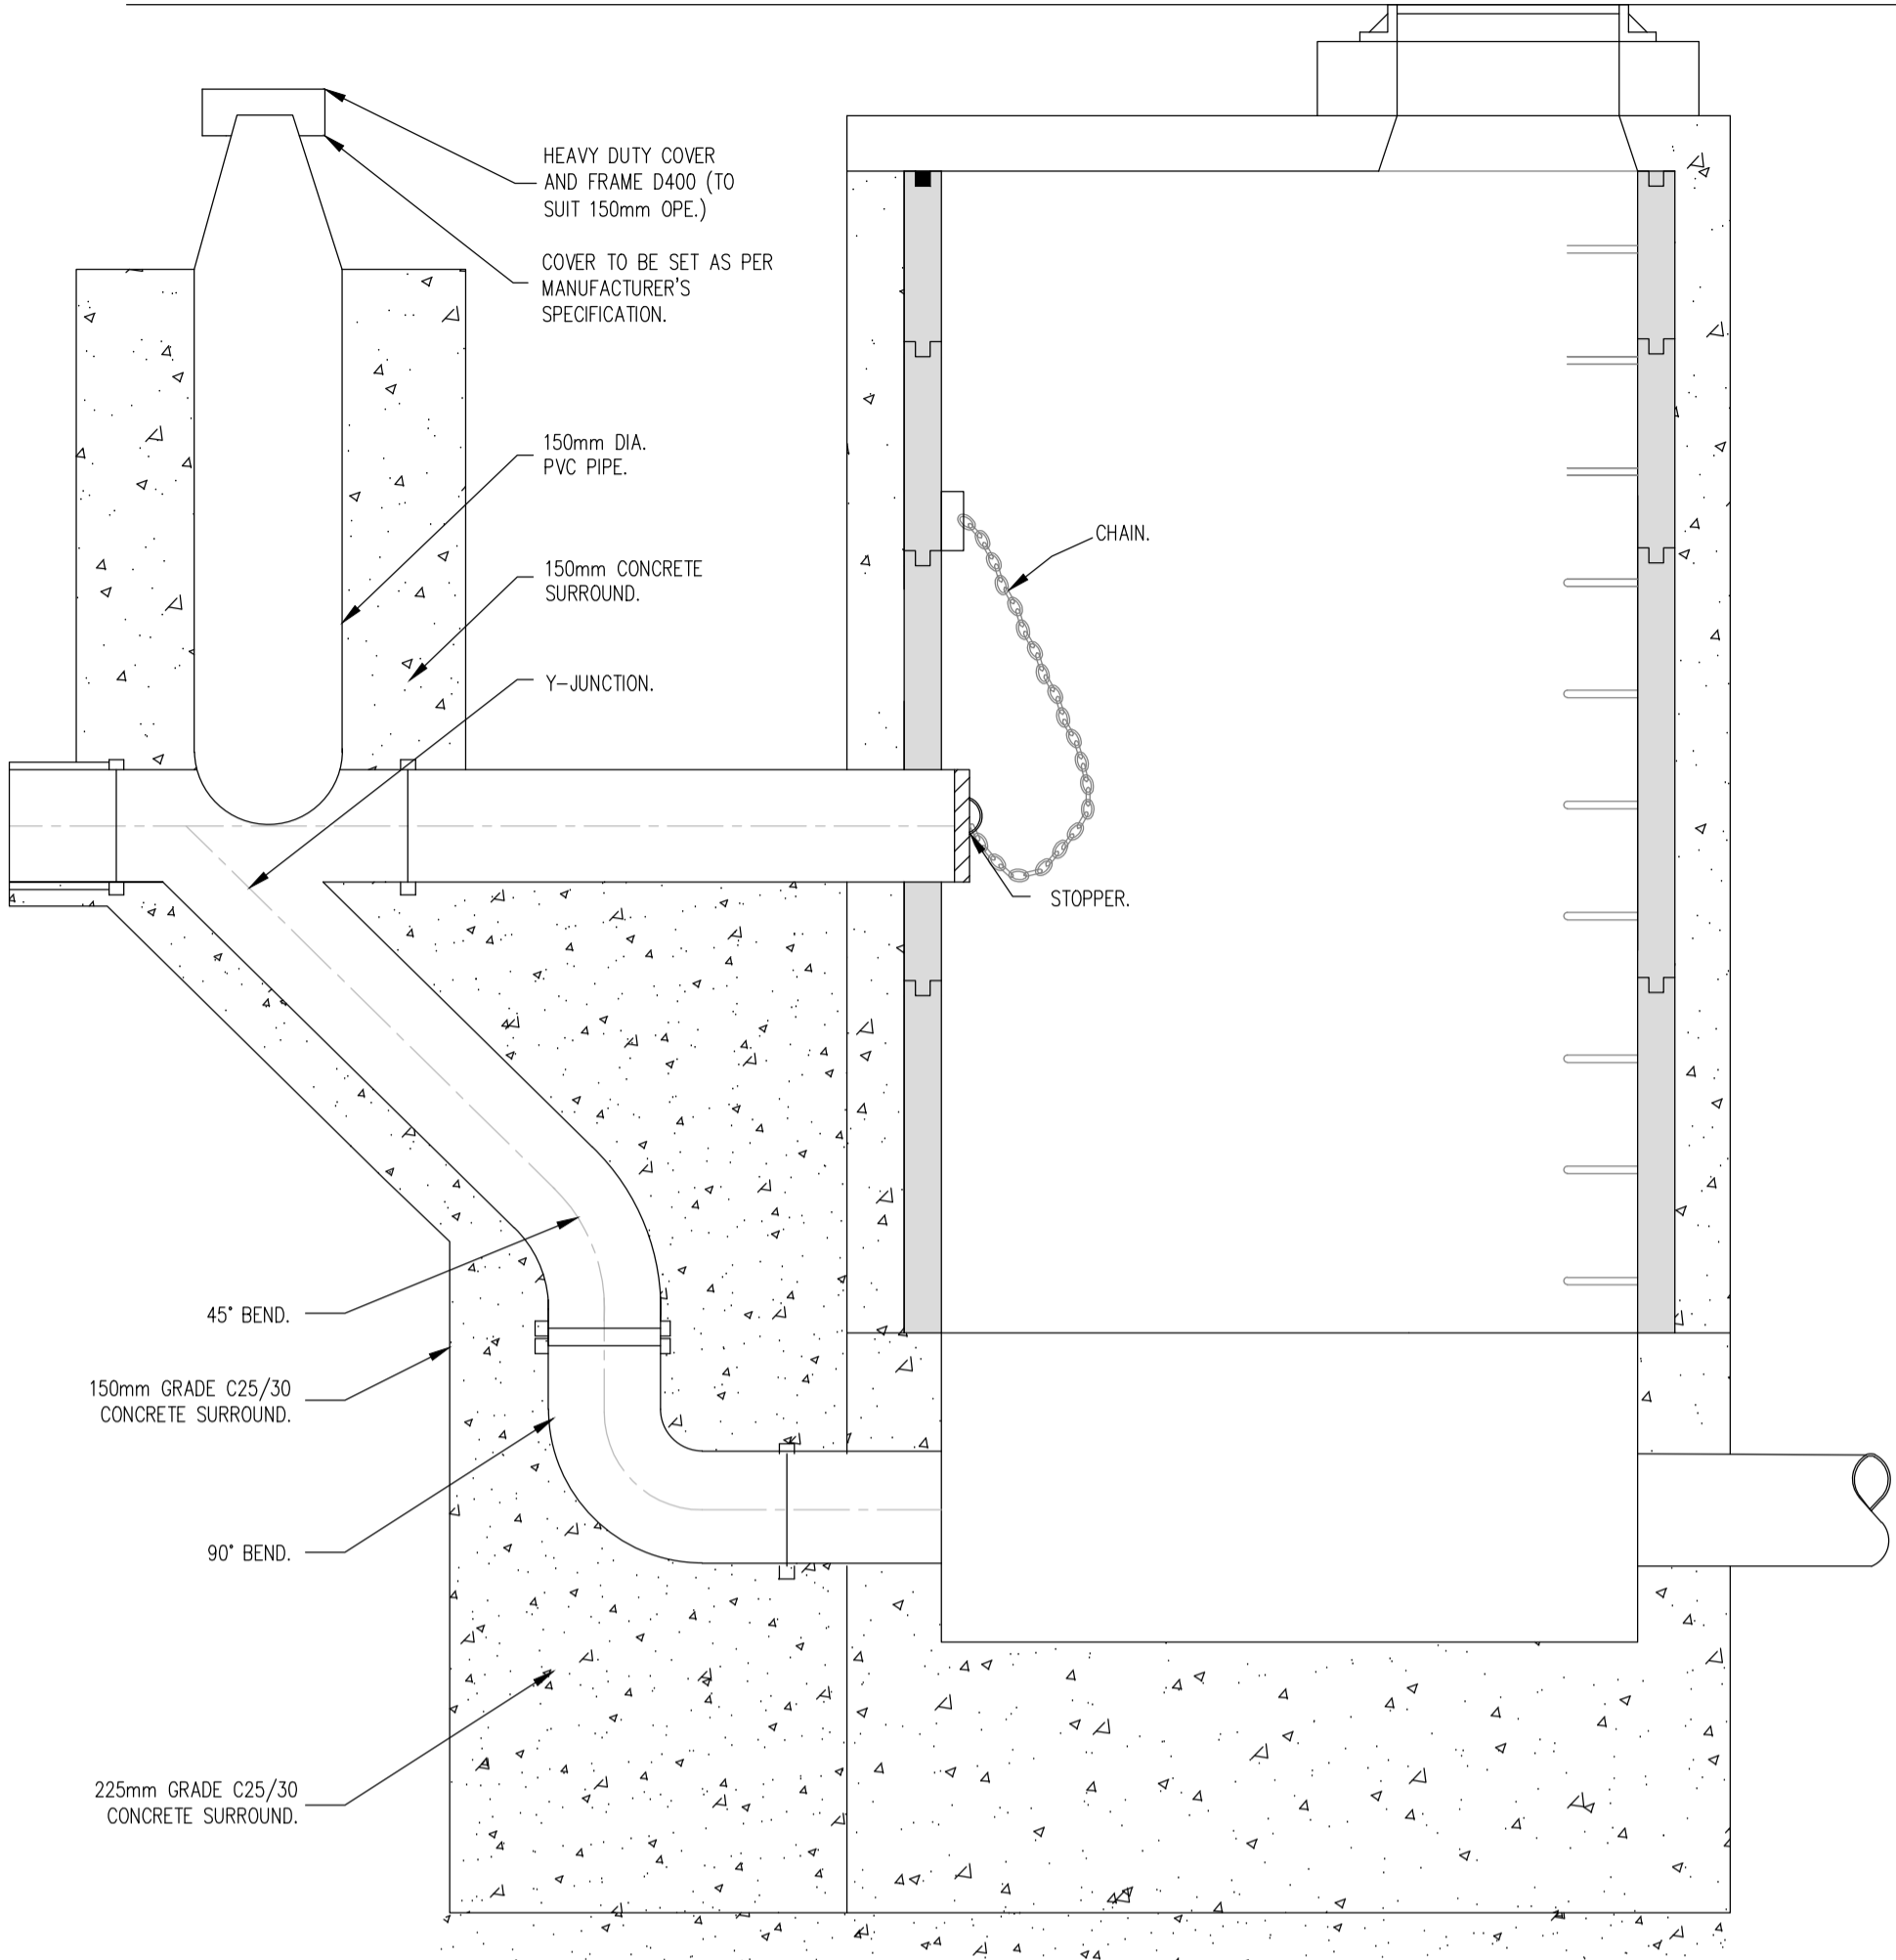 HEAVY DUTY COVER
AND FRAME D400 (TO
SUIT 150mm OPE.)
COVER TO BE SET AS PER
MANUFACTURER'S
SPECIFICATION.
150mm DIA.
PVC PIPE.
CHAIN.
150mm CONCRETE
SURROUND.
Y-JUNCTION.
STOPPER.
45° BEND.
150mm GRADE C25/30
CONCRETE SURROUND.
90° BEND.
225mm GRADE C25/30
CONCRETE SURROUND.